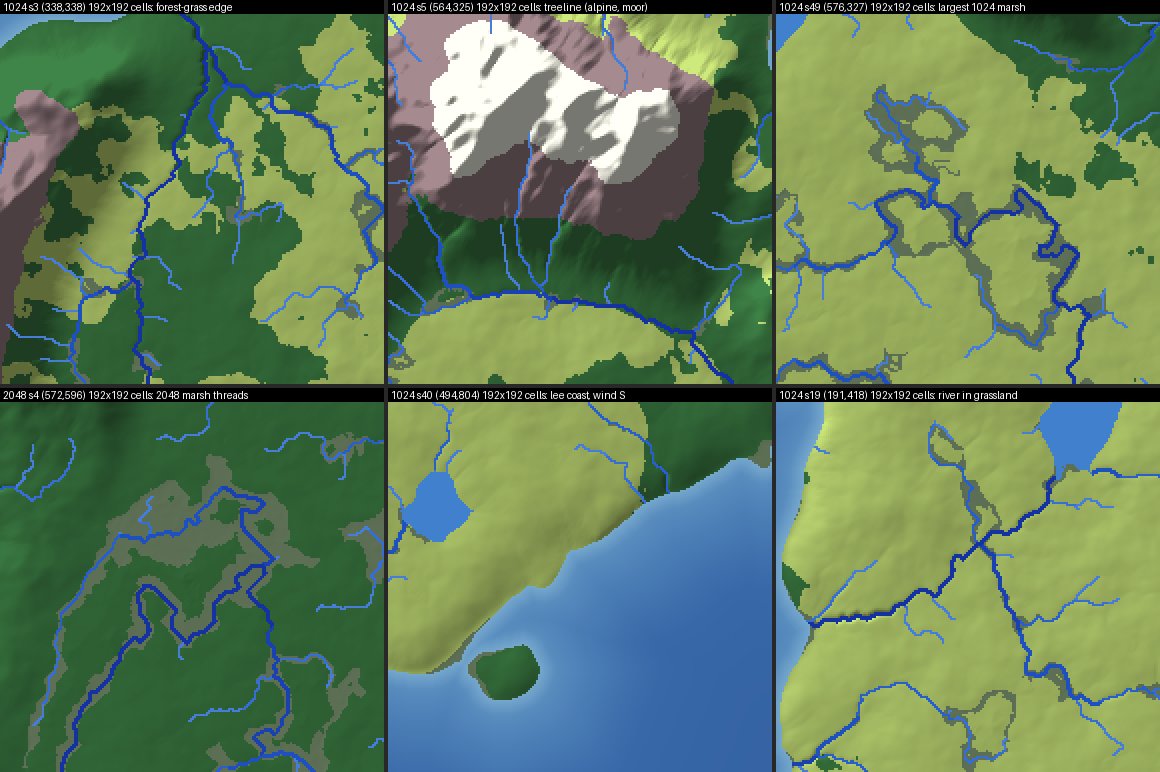 1024 s3 (338,338) 192x192 cells: forest-grass edge
1024 s5 (564,325) 192x192 cells: treeline (alpine, moor)
1024 s49 (576,327) 192x192 cells: largest 1024 marsh
2048 s4 (572,596) 192x192 cells: 2048 marsh threads
1024 s40 (494,804) 192x192 cells: lee coast, wind S
1024 s19 (191,418) 192x192 cells: river in grassland